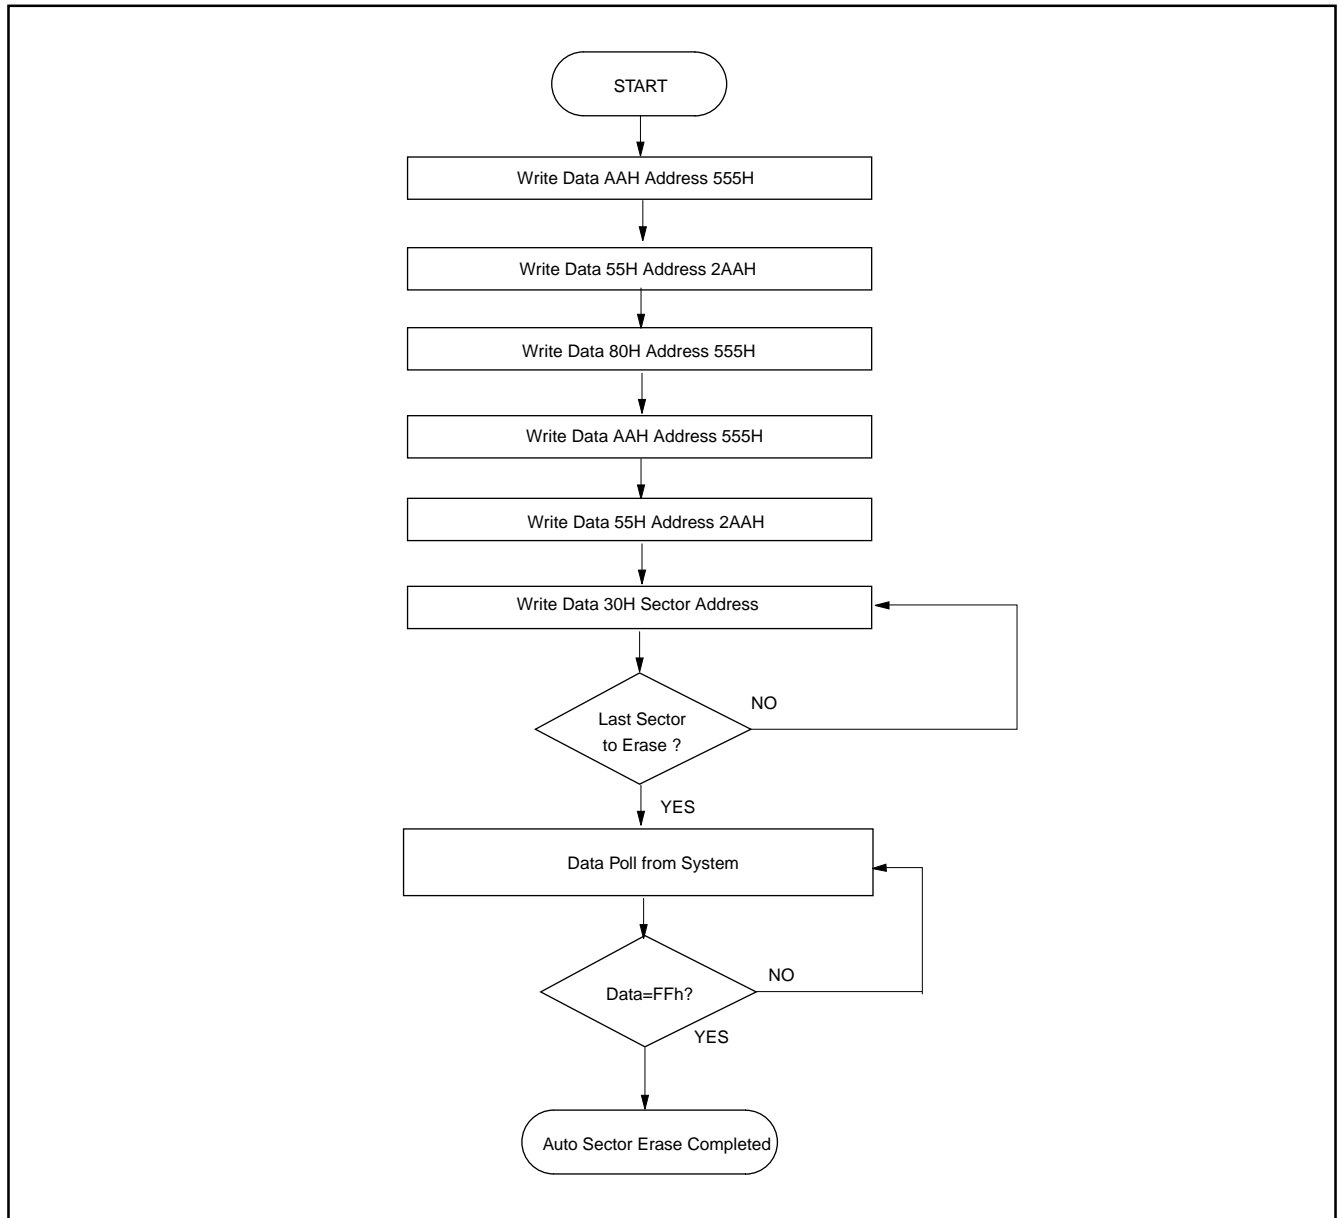 START
Write Data AAH Address 555H
Write Data 55H Address 2AAH
Write Data 80H Address 555H
Write Data AAH Address 555H
Write Data 55H Address 2AAH
Write Data 30H Sector Address
Last Sector
to Erase ?
NO
YES
Data Poll from System
Data=FFh?
NO
YES
Auto Sector Erase Completed